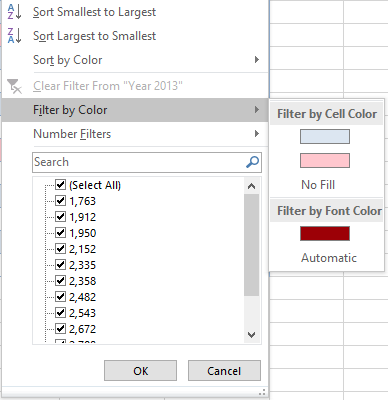 Sort Smallest to Largest
Sort Largest to Smallest
Sort by Color
Clear Filter From "Year 2013"
Filter by Color
Number Filters
Search
(Select All)
1,763
1,912
1,950
2,152
2,335
2,358
2,482
2,543
2,672
OK
Cancel
Filter by Cell Color
No Fill
Filter by Font Color
Automatic